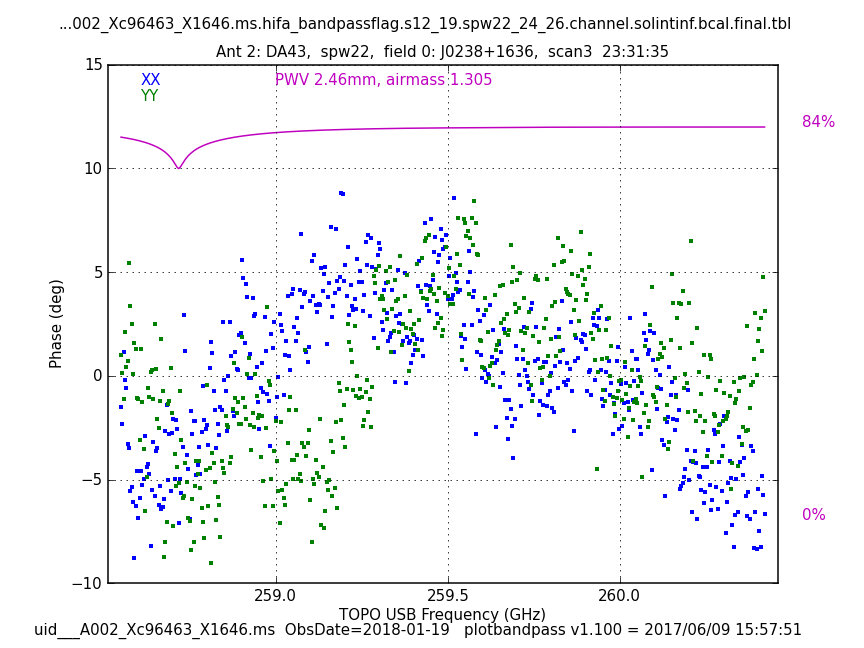 ...002_Xc96463_X1646.ms.hifa_bandpassflag.s12_19.spw22_24_26.channel.solintinf.bcal.final.tbl
Ant 2: DA43,  spw22,  field 0: J0238+1636,  scan3  23:31:35
15
XX
PWV 2.46mm, airmass 1.305
YY
84%
10
5
Phase (deg)
0
−5
0%
−10
259.0
259.5
260.0
TOPO USB Frequency (GHz)
uid___A002_Xc96463_X1646.ms  ObsDate=2018-01-19   plotbandpass v1.100 = 2017/06/09 15:57:51